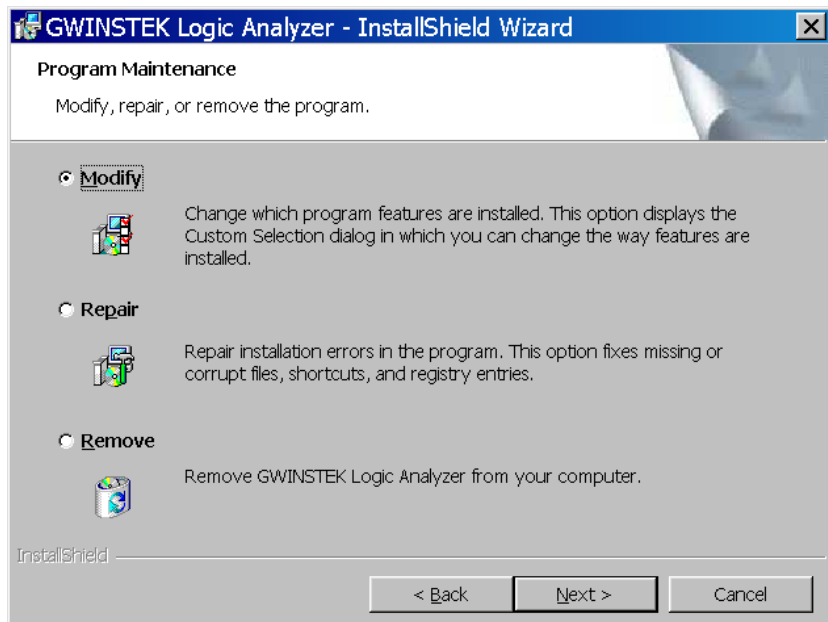 GWINSTEK Logic Analyzer - InstallShield Wizard
Program Maintenance
Modify, repair, or remove the program.
Modify
Change which program features are installed. This option displays the
Custom Selection dialog in which you can change the way features are
installed.
Repair
Repair installation errors in the program. This option fixes missing or
corrupt files, shortcuts, and registry entries.
Remove
Remove GWINSTEK Logic Analyzer from your computer.
InstallShield
< Back Next > Cancel